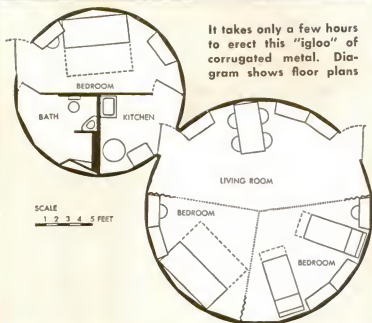 It takes only a few hours
to erect this "igloo" of
corrugated metal. Dia-
gram shows floor plans
BEDROOM
BATH
KITCHEN
LIVING ROOM
SCALE
1 2 3 4 5 FEET
BEDROOM
BEDROOM